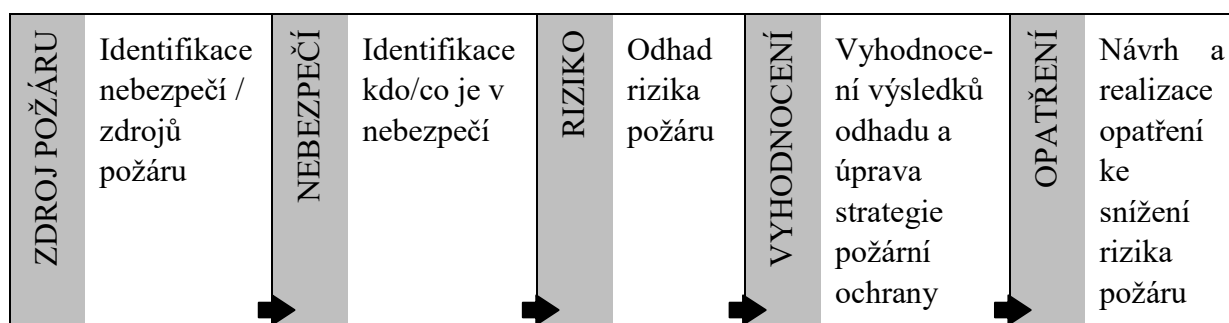 ZDROJ POŽÁRU
Identifikace
nebezpečí /
zdrojů
požáru
NEBEZPEČÍ
Identifikace
kdo/co je v
nebezpečí
RIZIKO
Odhad
rizika
požáru
VYHODNOCENÍ
Vyhodnoce-
ní výsledků
odhadu a
úprava
strategie
požární
ochrany
OPATŘENÍ
Návrh a
realizace
opatření
ke
snížení
rizika
požáru